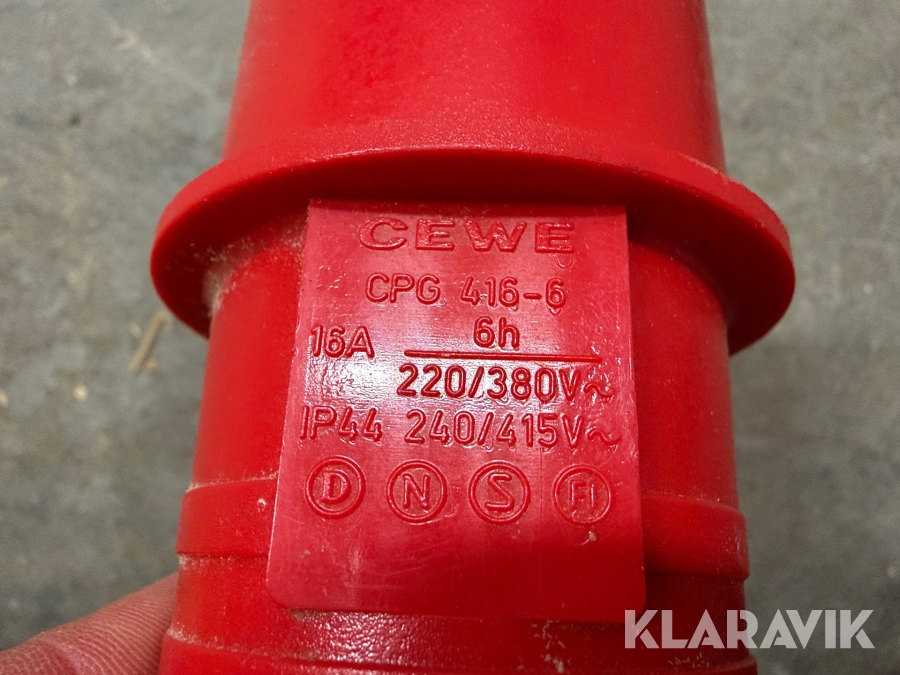 CEWE
CPG 416-6
16A 6h
220/380V~
IP44 240/415V~
D N S FI
KLARAVIK